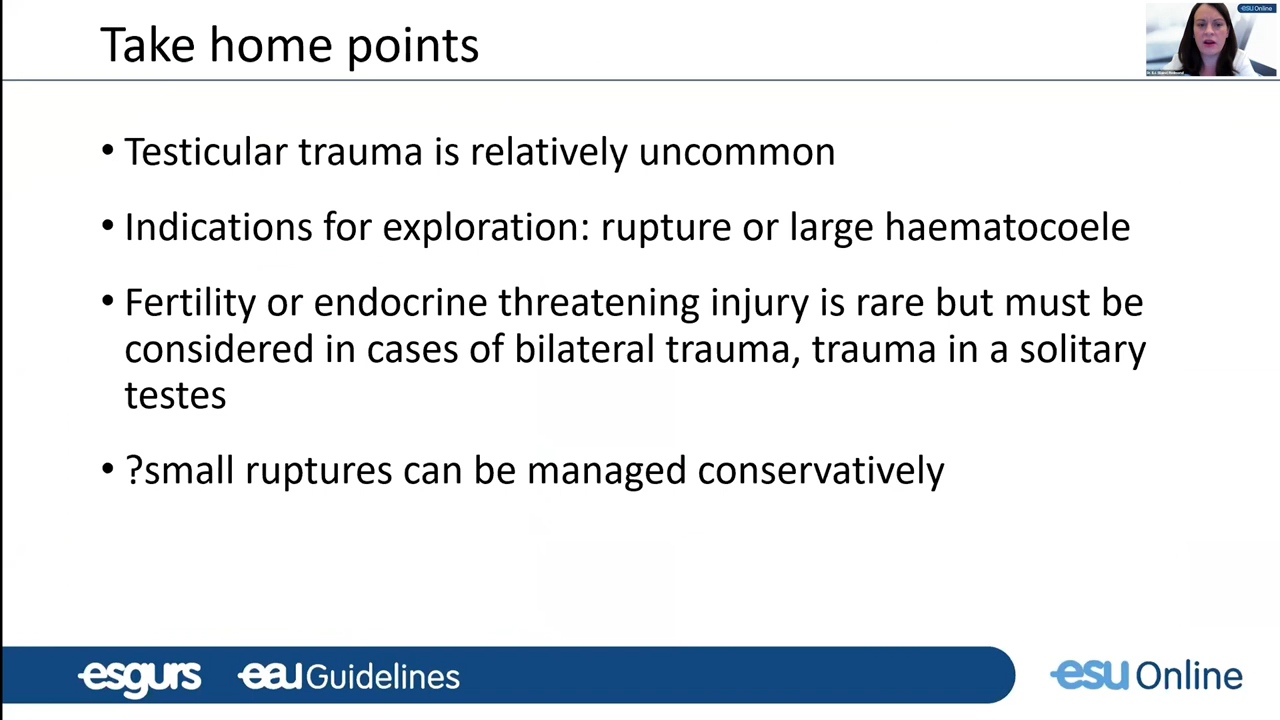 Take home points
esu Online
• Testicular trauma is relatively uncommon
• Indications for exploration: rupture or large haematocoele
• Fertility or endocrine threatening injury is rare but must be
considered in cases of bilateral trauma, trauma in a solitary
testes
• ?small ruptures can be managed conservatively
esgurs eau Guidelines
esu Online